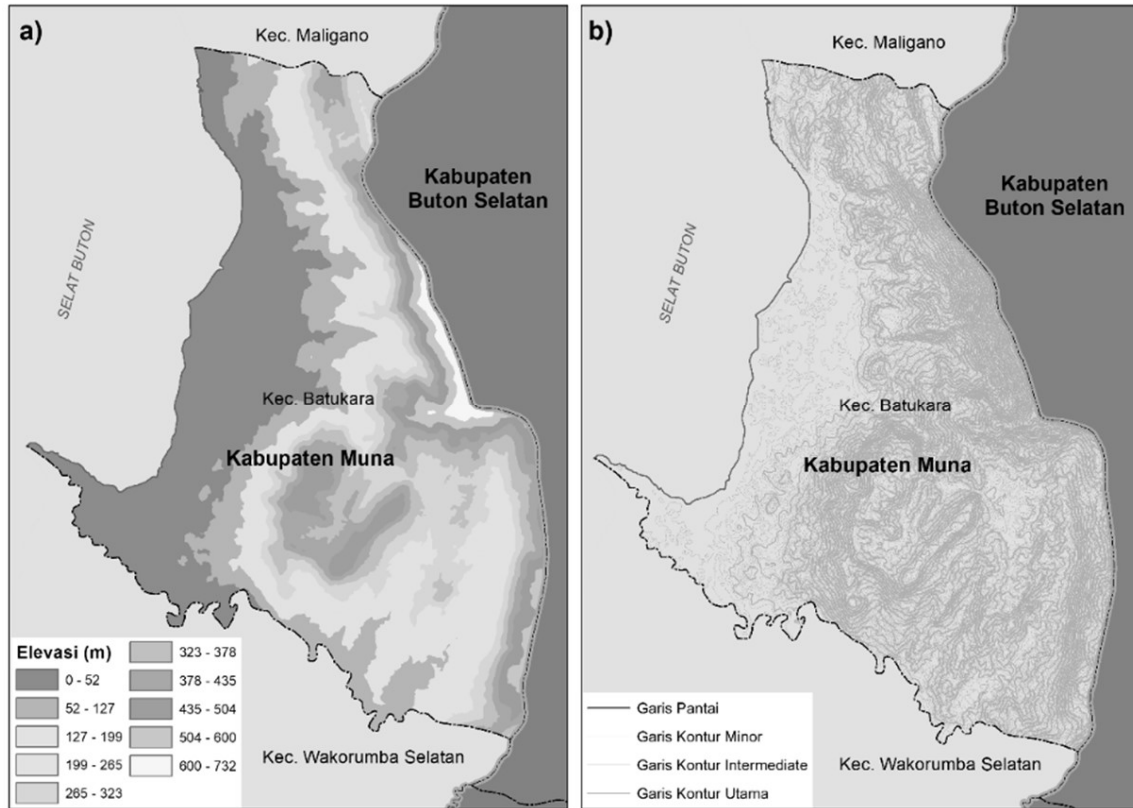 a)
Kec. Maligano
Kabupaten
Buton Selatan
SELAT BUTON
Kec. Batukara
Kabupaten Muna
Elevasi (m)
0 - 52
52 - 127
127 - 199
199 - 265
265 - 323
323 - 378
378 - 435
435 - 504
504 - 600
600 - 732
Kec. Wakorumba Selatan
b)
Kec. Maligano
Kabupaten
Buton Selatan
SELAT BUTON
Kec. Batukara
Kabupaten Muna
Garis Pantai
Garis Kontur Minor
Garis Kontur Intermediate
Garis Kontur Utama
Kec. Wakorumba Selatan